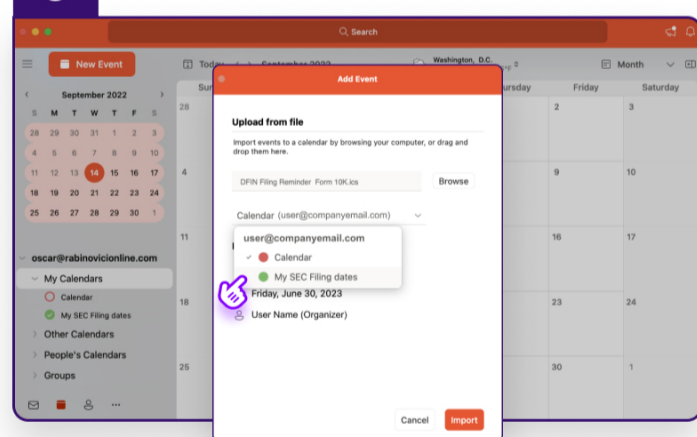 Search
New Event
Today
September 2022
Washington, D.C.
°F
Month
September 2022
S M T W T F S
28 29 30 31 1 2 3
4 5 6 7 8 9 10
11 12 13 14 15 16 17
18 19 20 21 22 23 24
25 26 27 28 29 30 1
oscar@rabinovicionline.com
My Calendars
Calendar
My SEC Filing dates
Other Calendars
People's Calendars
Groups
Sun
ursday
Friday
Saturday
28
2
3
4
9
10
11
16
17
18
23
24
25
30
1
Add Event
Upload from file
Import events to a calendar by browsing your computer, or drag and
drop them here.
DFIN Filing Reminder Form 10K.ics
Browse
Calendar (user@companyemail.com)
user@companyemail.com
Calendar
My SEC Filing dates
Friday, June 30, 2023
User Name (Organizer)
Cancel
Import